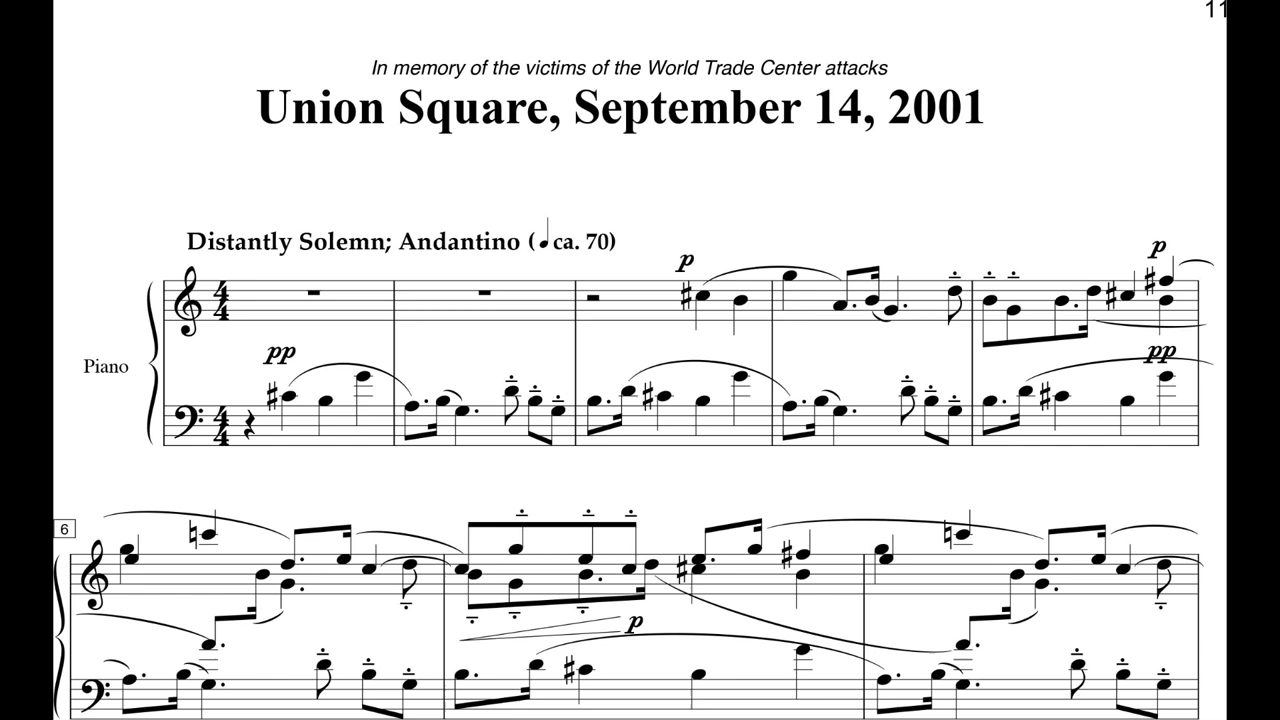 11
In memory of the victims of the World Trade Center attacks
Union Square, September 14, 2001
Distantly Solemn; Andantino (♩ca. 70)
p
p
pp
pp
Piano
6
p